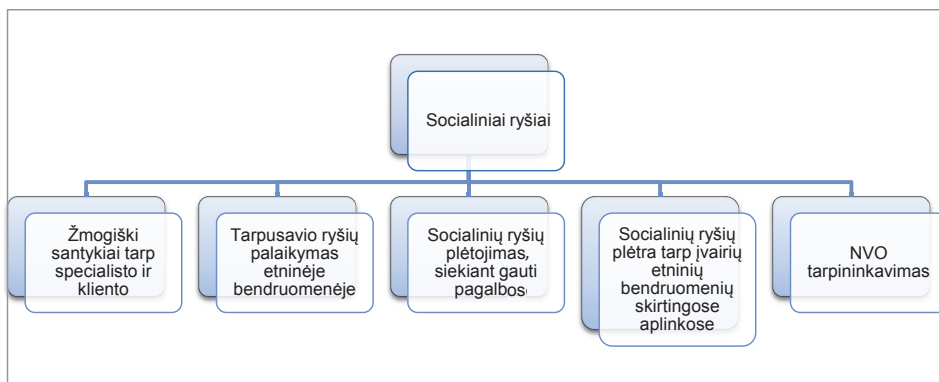 Socialiniai ryšiai
Žmogiški
santykiai tarp
specialisto ir
kliento
Tarpusavio ryšių
palaikymas
etninėje
bendruomenėje
Socialinių ryšių
plėtojimas,
siekiant gauti
pagalbos
Socialinių ryšių
plėtra tarp įvairių
etninių
bendruomenių
skirtingose
aplinkose
NVO
tarpininkavimas